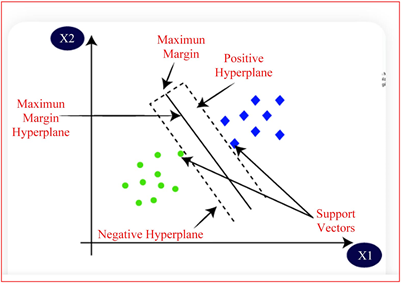 X2
Maximun
Margin
Positive
Hyperplane
Maximun
Margin
Hyperplane
Support
Vectors
Negative Hyperplane
X1